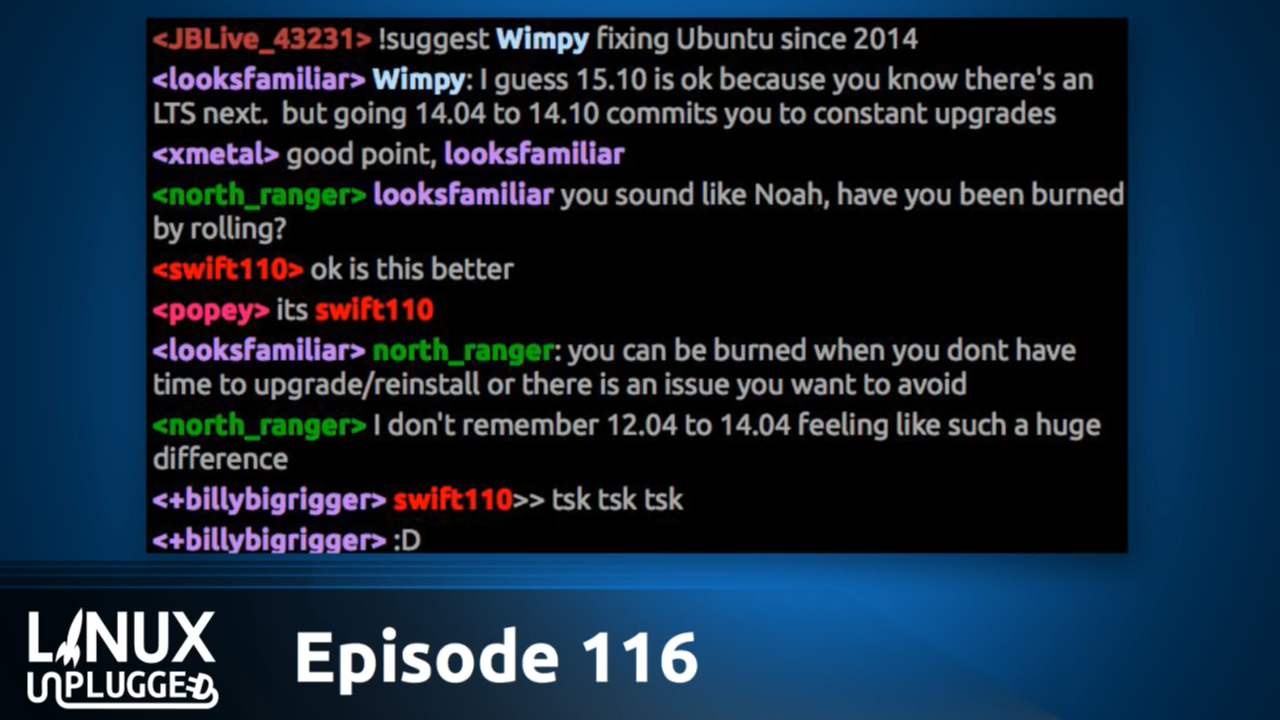 <JBLive_43231> !suggest Wimpy fixing Ubuntu since 2014
<looksfamiliar> Wimpy: I guess 15.10 is ok because you know there's an
LTS next.  but going 14.04 to 14.10 commits you to constant upgrades
<xmetal> good point, looksfamiliar
<north_ranger> looksfamiliar you sound like Noah, have you been burned
by rolling?
<swift110> ok is this better
<popey> its swift110
<looksfamiliar> north_ranger: you can be burned when you dont have
time to upgrade/reinstall or there is an issue you want to avoid
<north_ranger> I don't remember 12.04 to 14.04 feeling like such a huge
difference
<+billybigrigger> swift110>> tsk tsk tsk
<+billybigrigger> :D
LINUX
UNPLUGGED
Episode 116